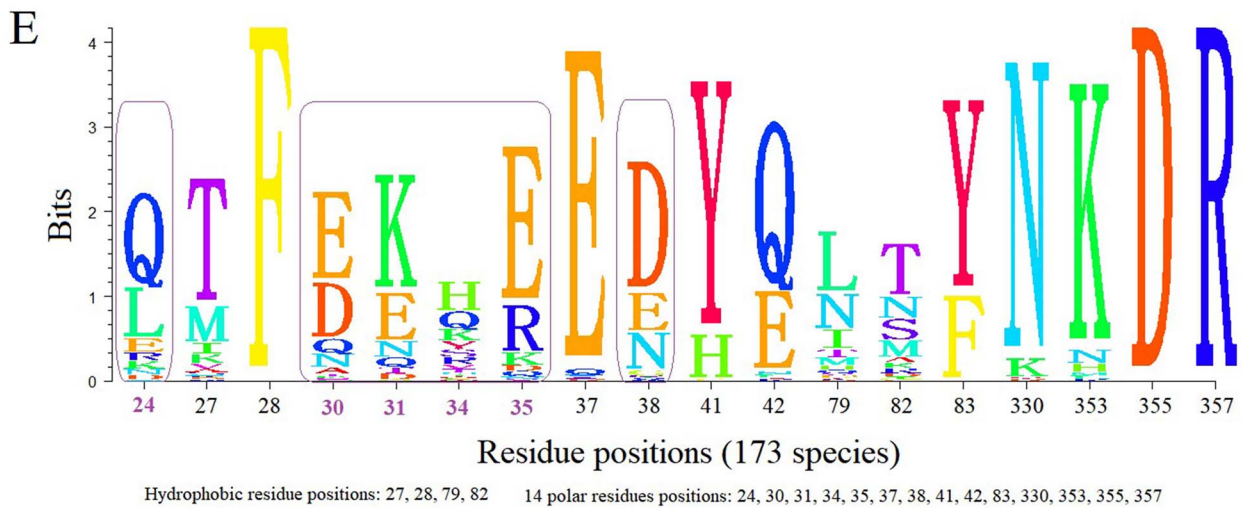 E
Bits
4
3
2
1
0
Q T F E K H E E D Y Q L T Y N K D R
L M D E Q R E H E N N F K N
E Q N K N S H
24 27 28 30 31 34 35 37 38 41 42 79 82 83 330 353 355 357
Residue positions (173 species)
Hydrophobic residue positions: 27, 28, 79, 82 14 polar residues positions: 24, 30, 31, 34, 35, 37, 38, 41, 42, 83, 330, 353, 355, 357